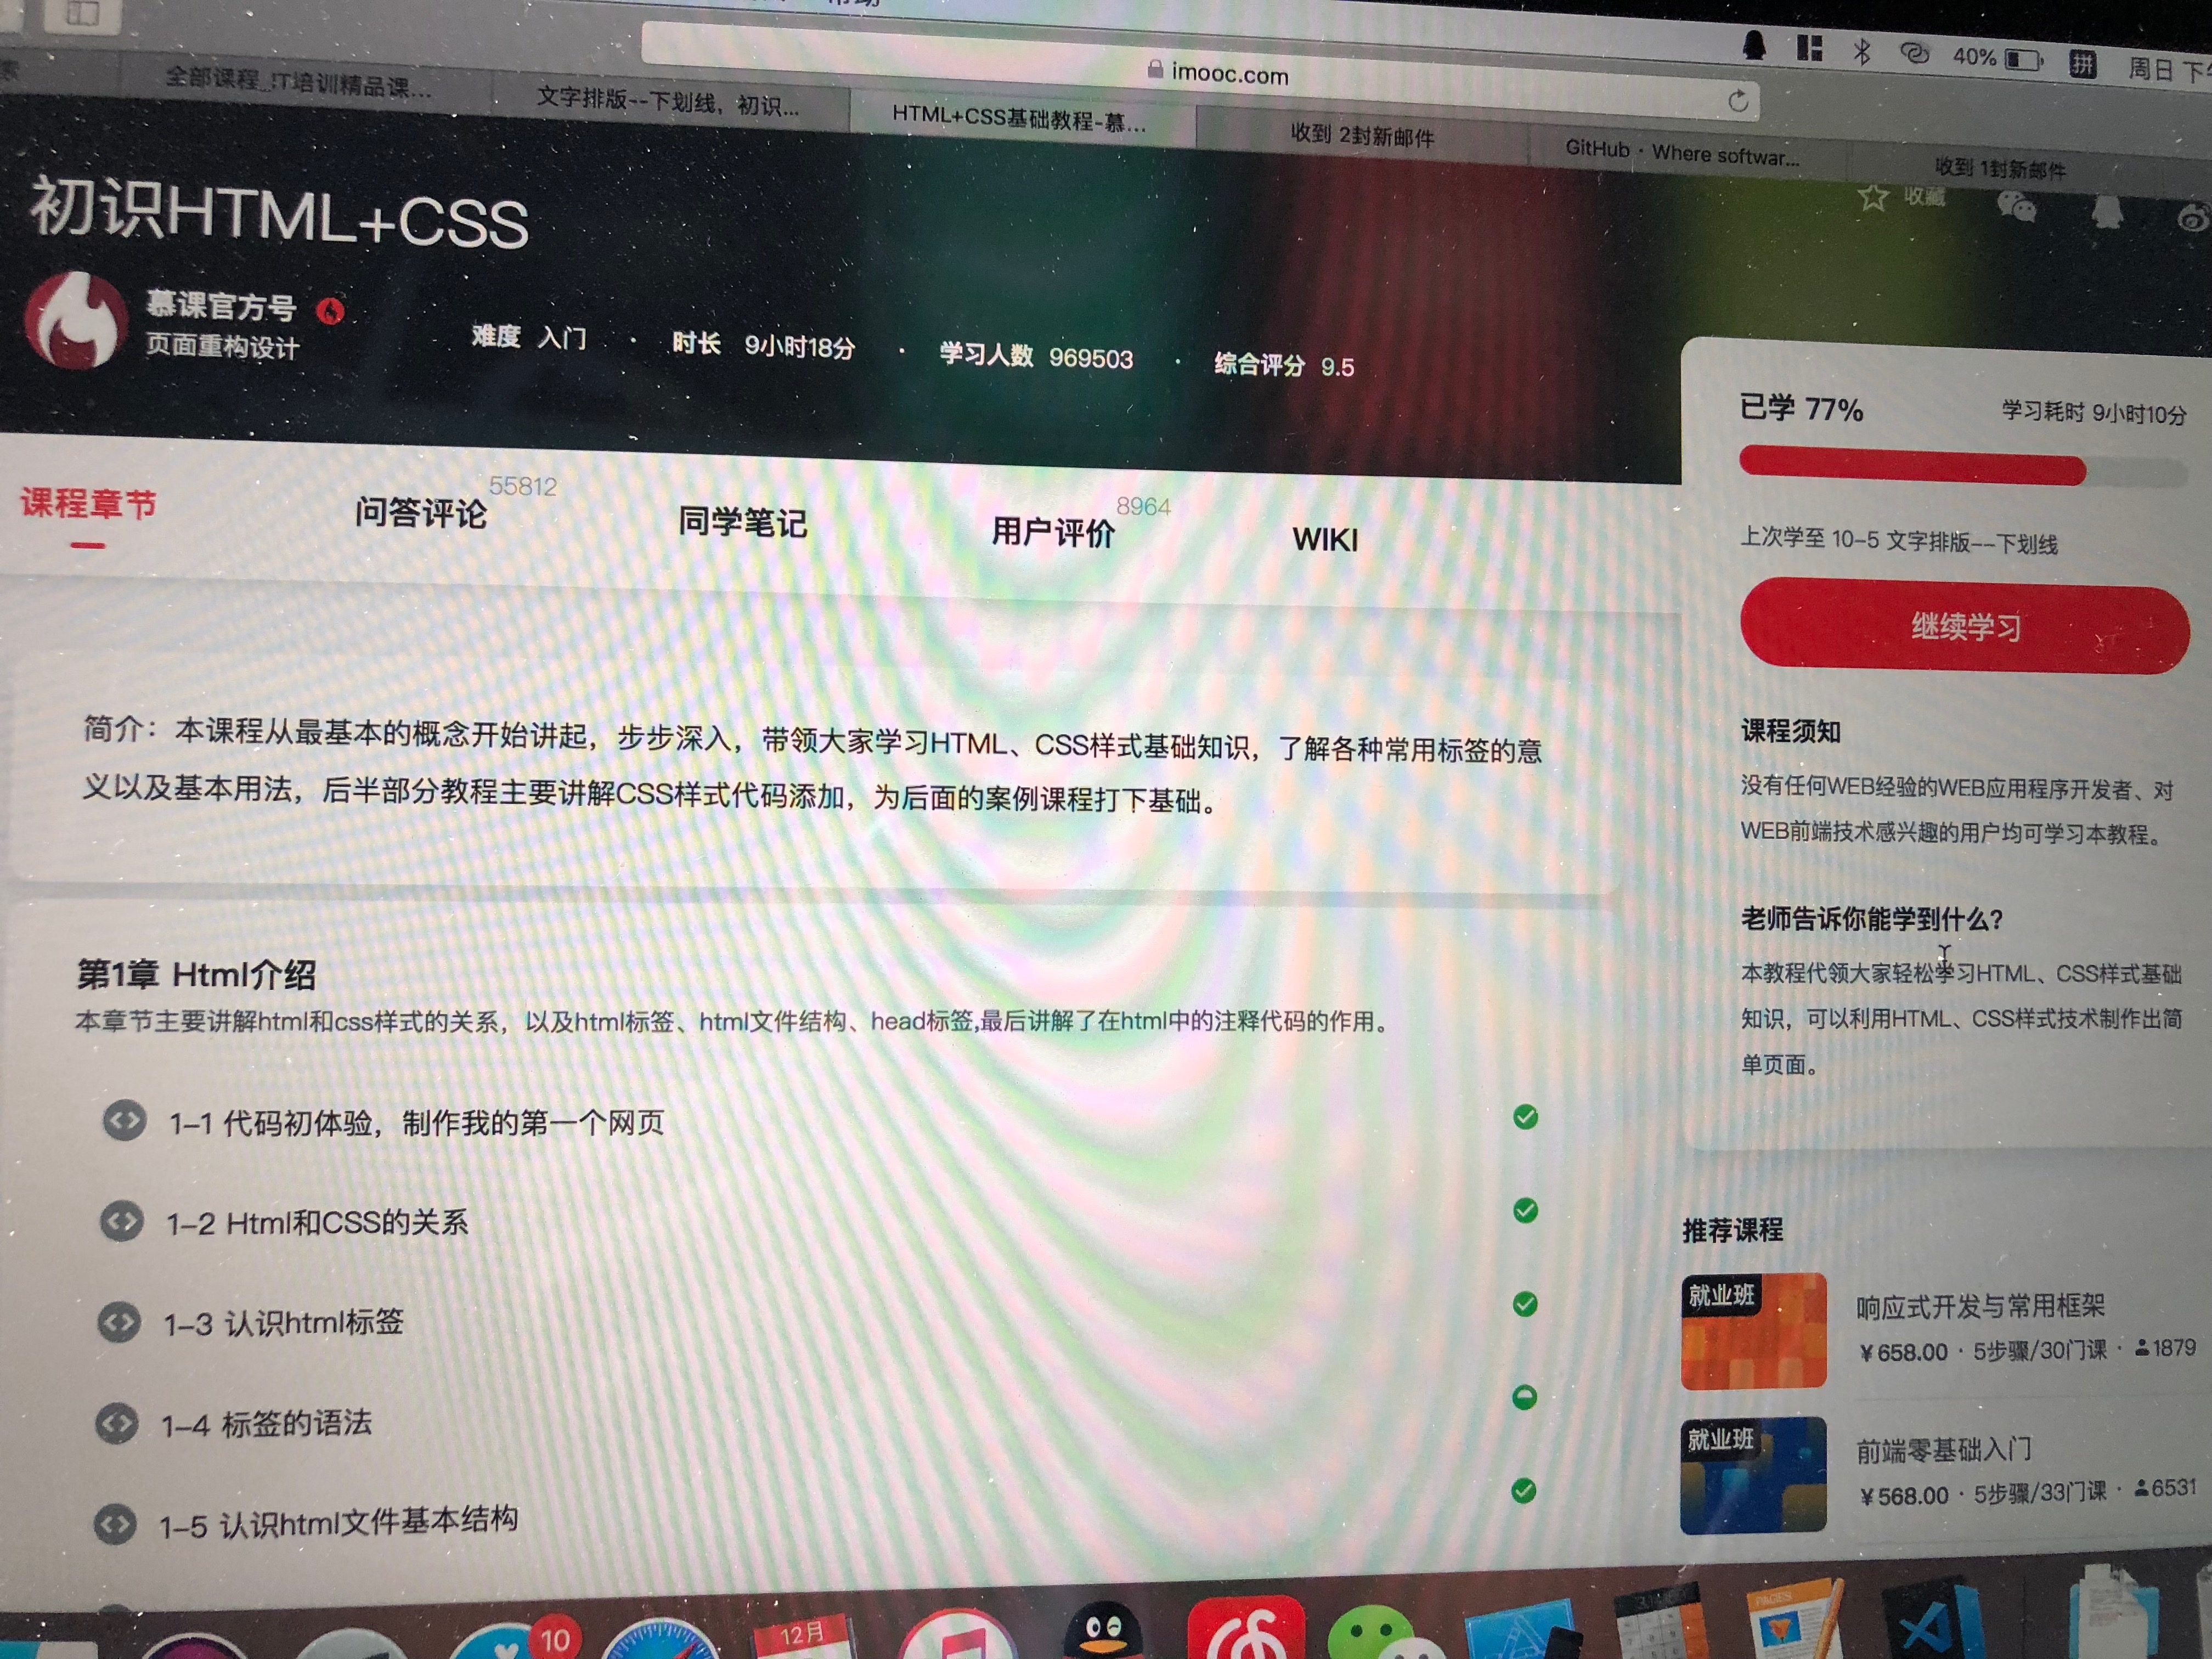 imooc.com
40%
拼
周日 下
全部课程_IT培训精品课...
文字排版--下划线，初识...
HTML+CSS基础教程-慕...
收到 2封新邮件
GitHub · Where softwar...
收到 1封新邮件
初识HTML+CSS
收藏
慕课官方号
页面重构设计
难度 入门 · 时长 9小时18分 · 学习人数 969503 · 综合评分 9.5
已学 77%
学习耗时 9小时10分
上次学至 10-5 文字排版--下划线
继续学习
课程章节
问答评论 55812
同学笔记
用户评价 8964
WIKI
简介：本课程从最基本的概念开始讲起，步步深入，带领大家学习HTML、CSS样式基础知识，了解各种常用标签的意
义以及基本用法，后半部分教程主要讲解CSS样式代码添加，为后面的案例课程打下基础。
课程须知
没有任何WEB经验的WEB应用程序开发者、对
WEB前端技术感兴趣的用户均可学习本教程。
老师告诉你能学到什么？
本教程代领大家轻松学习HTML、CSS样式基础
知识，可以利用HTML、CSS样式技术制作出简
单页面。
第1章 Html介绍
本章节主要讲解html和css样式的关系，以及html标签、html文件结构、head标签,最后讲解了在html中的注释代码的作用。
1-1 代码初体验，制作我的第一个网页
1-2 Html和CSS的关系
1-3 认识html标签
1-4 标签的语法
1-5 认识html文件基本结构
推荐课程
就业班
响应式开发与常用框架
¥658.00 · 5步骤/30门课 · 1879
就业班
前端零基础入门
¥568.00 · 5步骤/33门课 · 6531
10
12月
PAGES